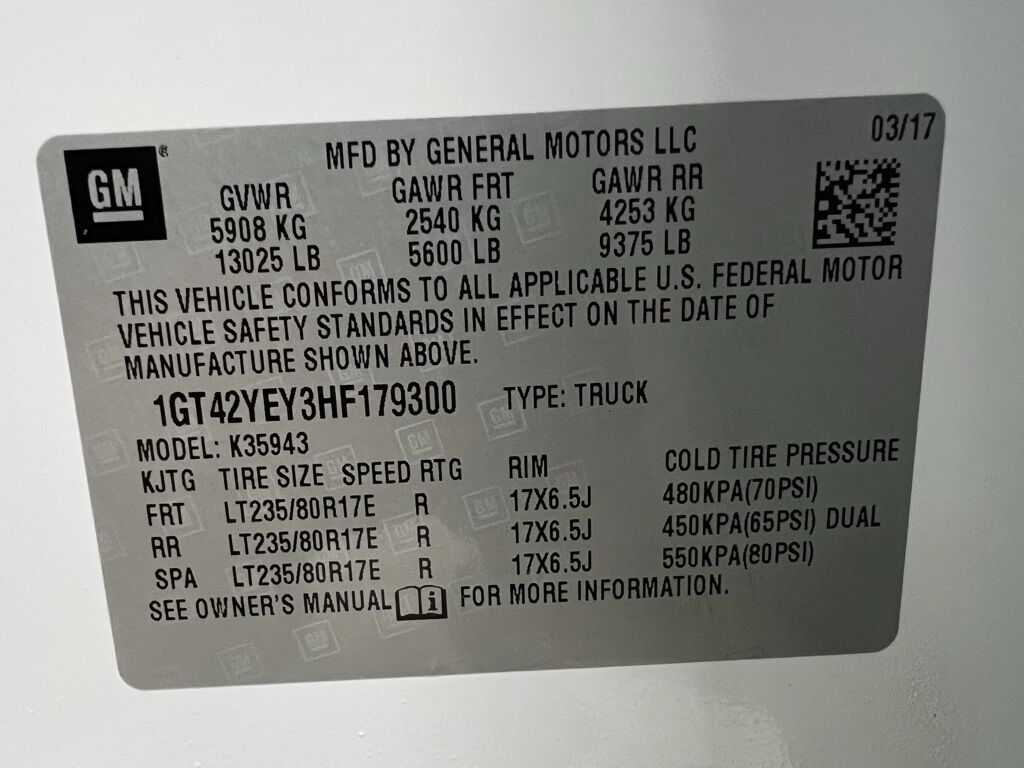 GM ®
MFD BY GENERAL MOTORS LLC 03/17
GVWR GAWR FRT GAWR RR
5908 KG 2540 KG 4253 KG
13025 LB 5600 LB 9375 LB
THIS VEHICLE CONFORMS TO ALL APPLICABLE U.S. FEDERAL MOTOR
VEHICLE SAFETY STANDARDS IN EFFECT ON THE DATE OF
MANUFACTURE SHOWN ABOVE.
1GT42YEY3HF179300 TYPE: TRUCK
MODEL: K35943
KJTG TIRE SIZE SPEED RTG RIM COLD TIRE PRESSURE
FRT LT235/80R17E R 17X6.5J 480KPA(70PSI)
RR LT235/80R17E R 17X6.5J 450KPA(65PSI) DUAL
SPA LT235/80R17E R 17X6.5J 550KPA(80PSI)
SEE OWNER'S MANUAL i FOR MORE INFORMATION.